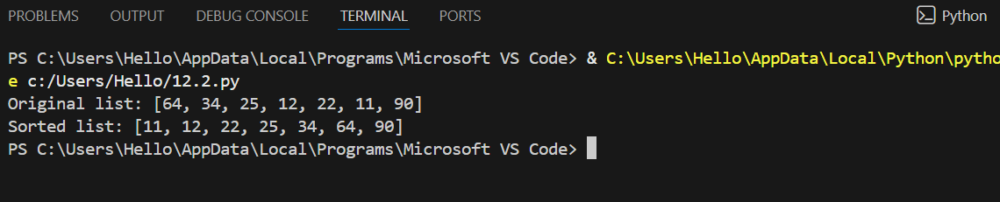 PROBLEMS OUTPUT DEBUG CONSOLE TERMINAL PORTS Python
PS C:\Users\Hello\AppData\Local\Programs\Microsoft VS Code> & C:\Users\Hello\AppData\Local\Python\pytho
e c:/Users/Hello/12.2.py
Original list: [64, 34, 25, 12, 22, 11, 90]
Sorted list: [11, 12, 22, 25, 34, 64, 90]
PS C:\Users\Hello\AppData\Local\Programs\Microsoft VS Code>